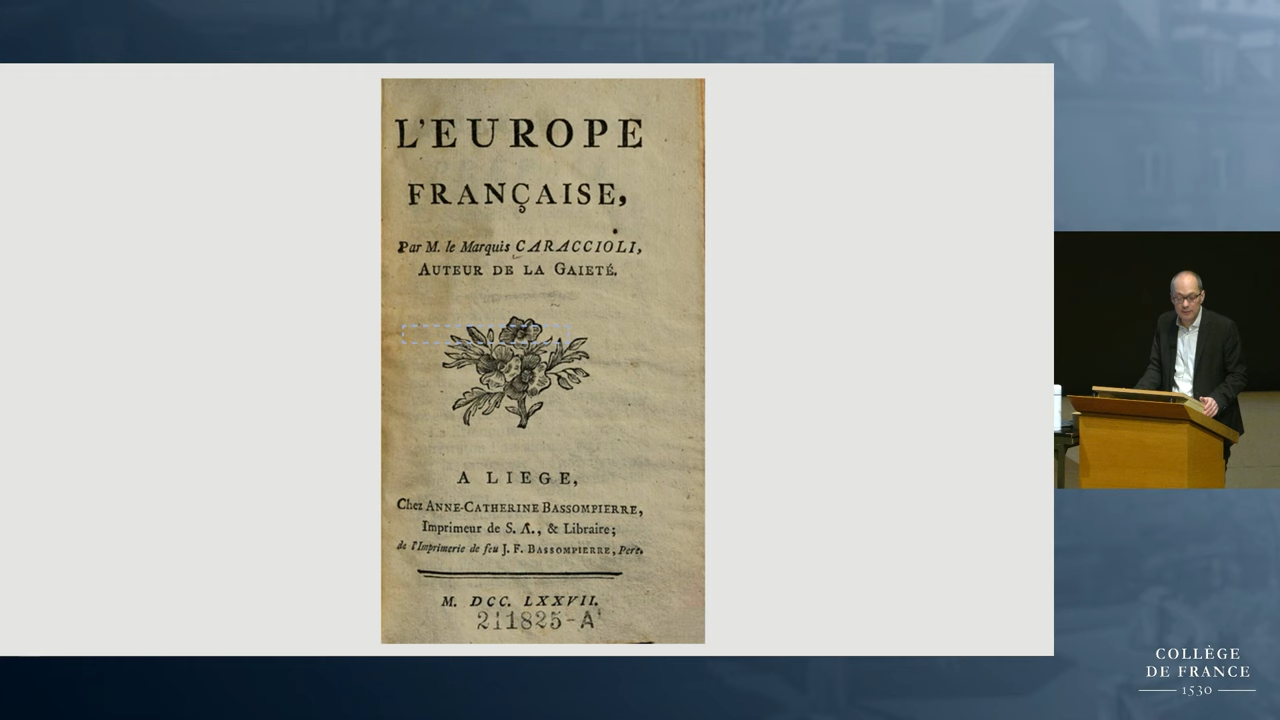 L'EUROPE
FRANÇAISE,
Par M. le Marquis CARACCIOLI,
AUTEUR DE LA GAIETÉ.
A LIEGE,
Chez ANNE-CATHERINE BASSOMPIERRE,
Imprimeur de S. A., & Libraire;
de l'Imprimerie de feu J. F. BASSOMPIERRE, Pere.
M. DCC. LXXVII.
211825-A
COLLÈGE
DE FRANCE
1530